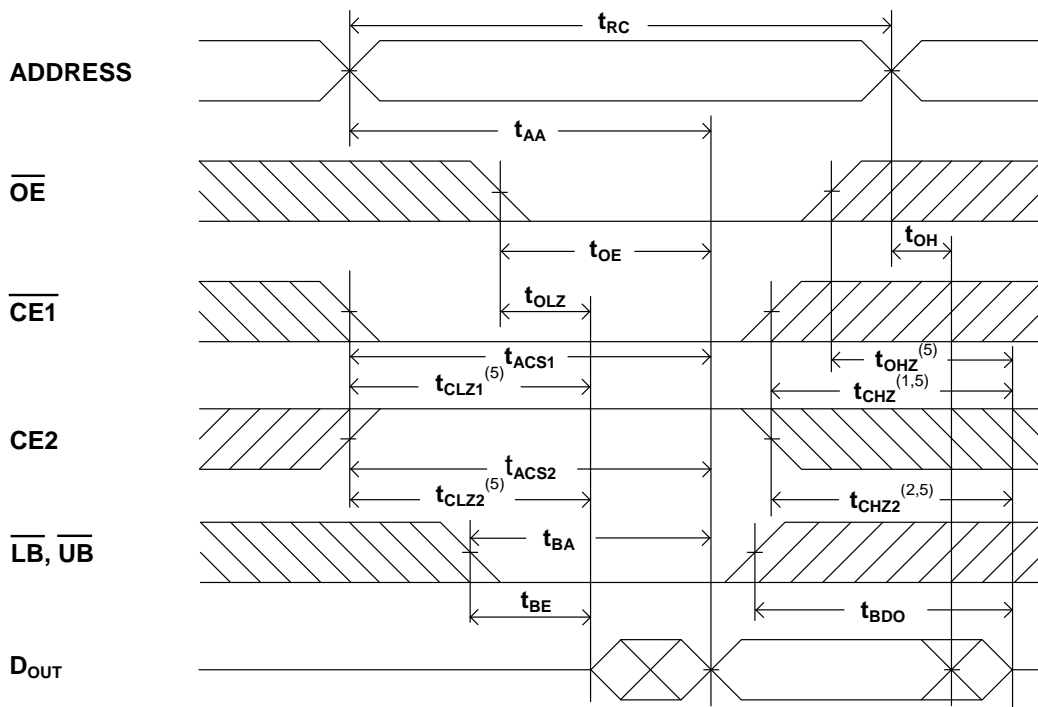 tRC
ADDRESS
tAA
OE
tOE
tOH
CE1
tOLZ
tACS1
tOHZ(5)
tCLZ1(5)
tCHZ(1,5)
CE2
tACS2
tCLZ2(5)
tCHZ2(2,5)
LB, UB
tBA
tBE
tBDO
DOUT